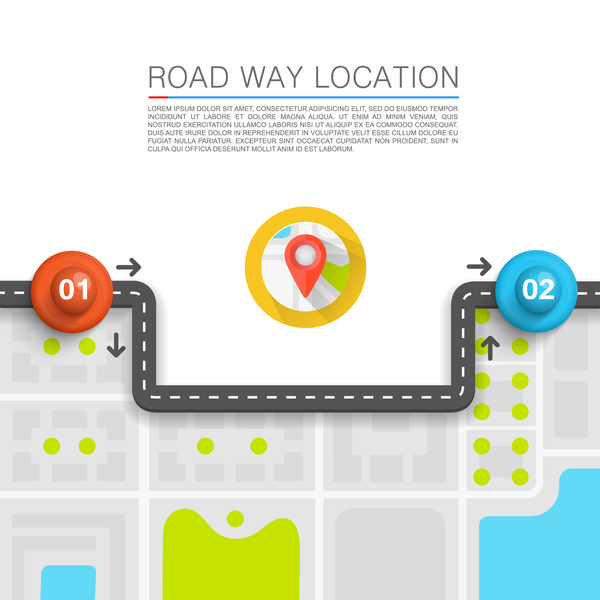 ROAD WAY LOCATION
LOREM IPSUM DOLOR SIT AMET, CONSECTETUR ADIPISICING ELIT, SED DO EIUSMOD TEMPOR
INCIDIDUNT UT LABORE ET DOLORE MAGNA ALIQUA. UT ENIM AD MINIM VENIAM, QUIS
NOSTRUD EXERCITATION ULLAMCO LABORIS NISI UT ALIQUIP EX EA COMMODO CONSEQUAT.
DUIS AUTE IRURE DOLOR IN REPREHENDERIT IN VOLUPTATE VELIT ESSE CILLUM DOLORE EU
FUGIAT NULLA PARIATUR. EXCEPTEUR SINT OCCAECAT CUPIDATAT NON PROIDENT, SUNT IN
CULPA QUI OFFICIA DESERUNT MOLLIT ANIM ID EST LABORUM.
01
02